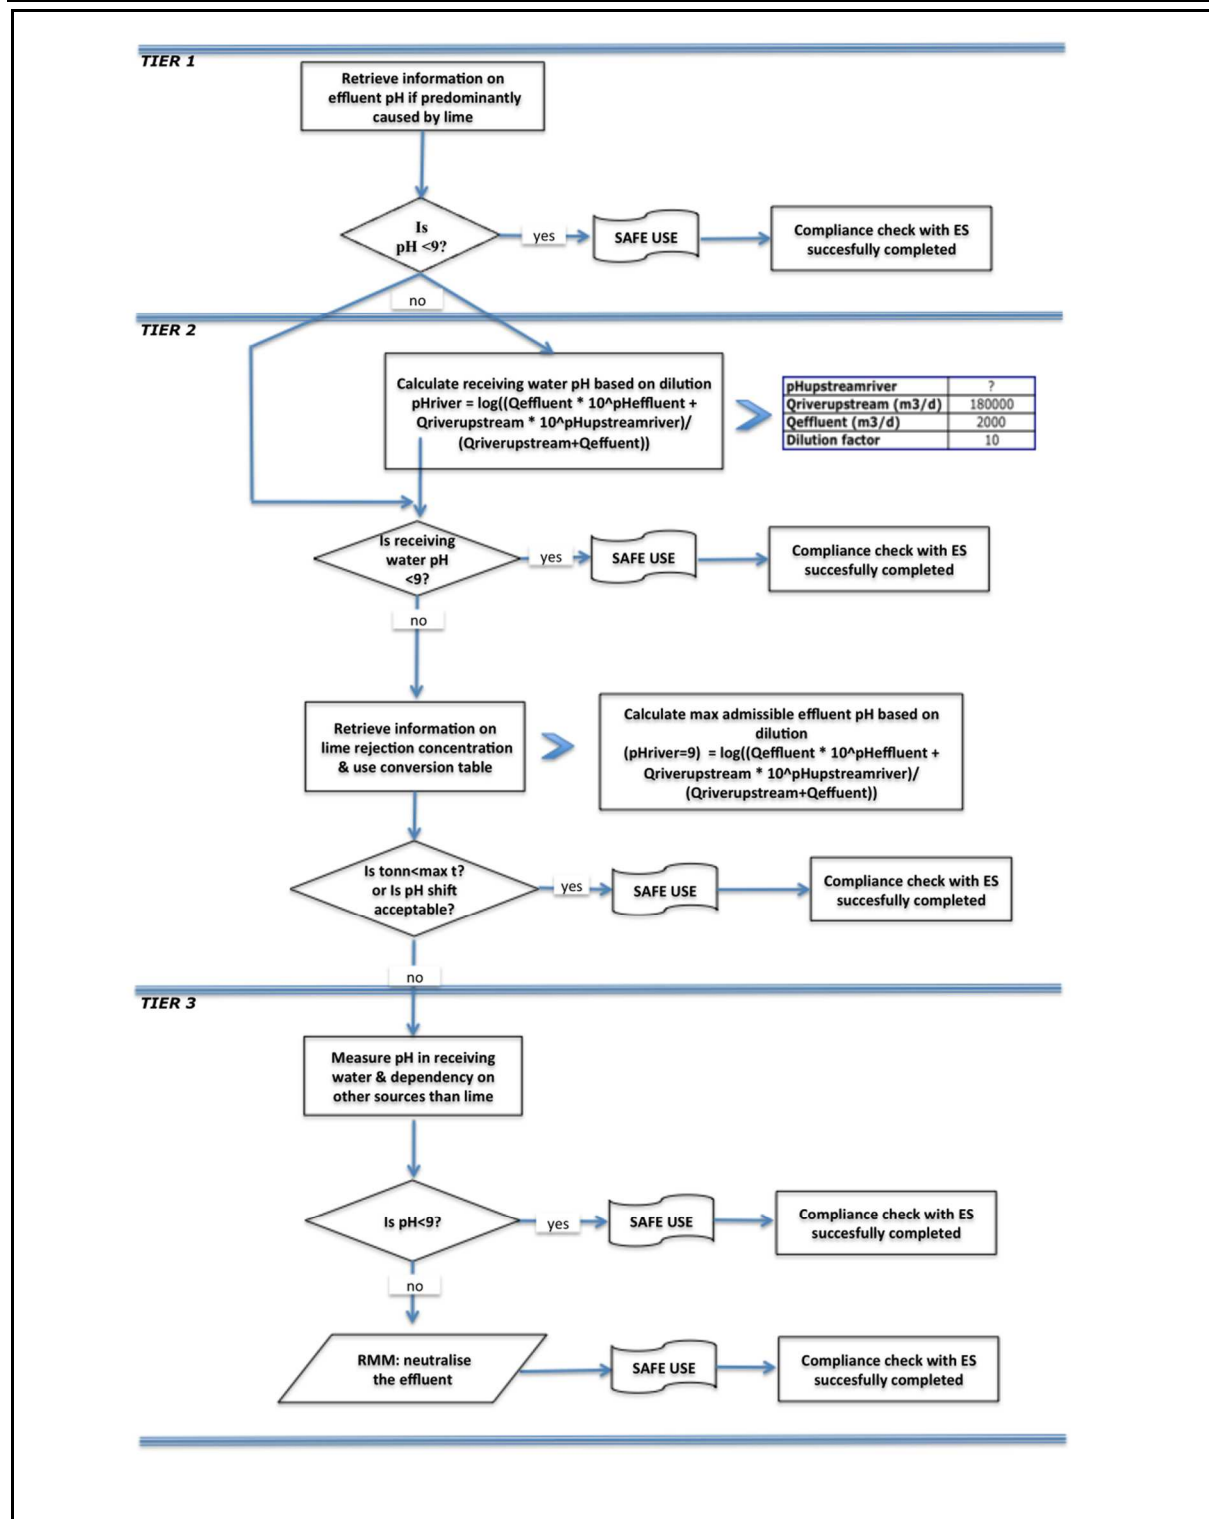 TIER 1
Retrieve information on
effluent pH if predominantly
caused by lime
Is
pH <9?
yes
SAFE USE
Compliance check with ES
succesfully completed
no
TIER 2
Calculate receiving water pH based on dilution
pHriver = log((Qeffluent * 10^pHeffluent +
Qriverupstream * 10^pHupstreamriver)/
(Qriverupstream+Qeffuent))
pHupstreamriver ?
Qriverupstream (m3/d) 180000
Qeffluent (m3/d) 2000
Dilution factor 10
Is receiving
water pH
<9?
yes
SAFE USE
Compliance check with ES
succesfully completed
no
Retrieve information on
lime rejection concentration
& use conversion table
Calculate max admissible effluent pH based on
dilution
(pHriver=9) = log((Qeffluent * 10^pHeffluent +
Qriverupstream * 10^pHupstreamriver)/
(Qriverupstream+Qeffuent))
Is tonn<max t?
or Is pH shift
acceptable?
yes
SAFE USE
Compliance check with ES
succesfully completed
no
TIER 3
Measure pH in receiving
water & dependency on
other sources than lime
Is pH<9?
yes
SAFE USE
Compliance check with ES
succesfully completed
no
RMM: neutralise
the effluent
SAFE USE
Compliance check with ES
succesfully completed